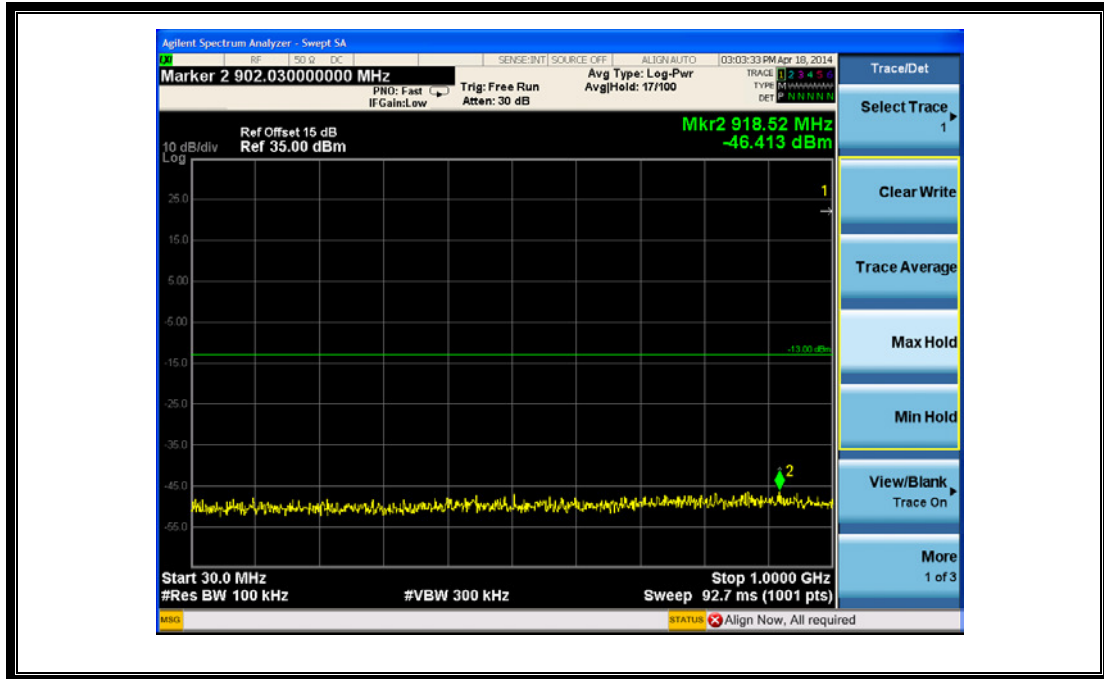 Agilent Spectrum Analyzer - Swept SA
RF 50 Ω DC SENSE:INT SOURCE OFF ALIGN AUTO 03:03:33 PM Apr 18, 2014
Marker 2 902.030000000 MHz
PNO: Fast
IFGain:Low
Trig: Free Run
Atten: 30 dB
Avg Type: Log-Pwr
Avg|Hold: 17/100
TRACE 1 2 3 4 5 6
TYPE M
DET P N N N N N
Ref Offset 15 dB
10 dB/div Ref 35.00 dBm
Log
Mkr2 918.52 MHz
-46.413 dBm
25.0
15.0
5.00
-5.00
-15.0
-25.0
-35.0
-45.0
-55.0
1
-13.00 dBm
2
Start 30.0 MHz
Stop 1.0000 GHz
#Res BW 100 kHz
#VBW 300 kHz
Sweep 92.7 ms (1001 pts)
MSG
STATUS Align Now, All required
Trace/Det
Select Trace
1
Clear Write
Trace Average
Max Hold
Min Hold
View/Blank
Trace On
More
1 of 3